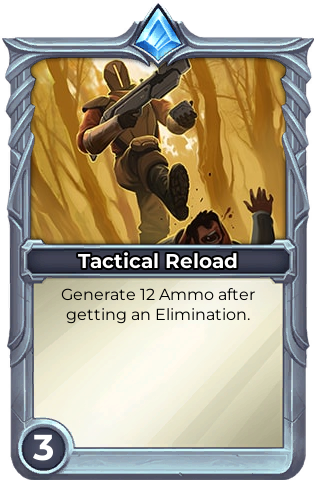 Tactical Reload
Generate 12 Ammo after
getting an Elimination.
3